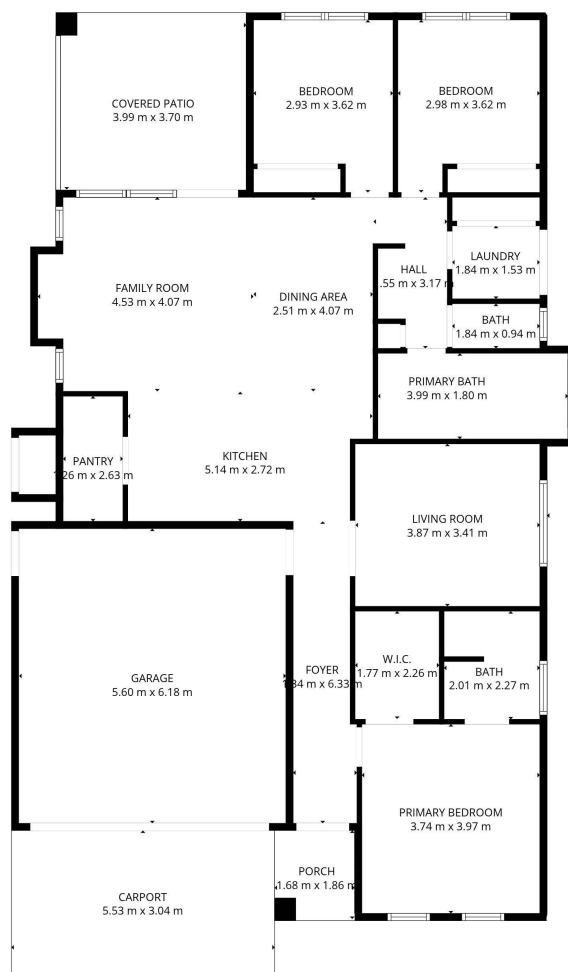 COVERED PATIO
3.99 m x 3.70 m
BEDROOM
2.93 m x 3.62 m
BEDROOM
2.98 m x 3.62 m
FAMILY ROOM
4.53 m x 4.07 m
DINING AREA
2.51 m x 4.07 m
HALL
.55 m x 3.17 m
LAUNDRY
1.84 m x 1.53 m
BATH
1.84 m x 0.94 m
PRIMARY BATH
3.99 m x 1.80 m
PANTRY
1.26 m x 2.63 m
KITCHEN
5.14 m x 2.72 m
LIVING ROOM
3.87 m x 3.41 m
GARAGE
5.60 m x 6.18 m
FOYER
1.34 m x 6.33 m
W.I.C.
1.77 m x 2.26 m
BATH
2.01 m x 2.27 m
PRIMARY BEDROOM
3.74 m x 3.97 m
PORCH
1.68 m x 1.86 m
CARPORT
5.53 m x 3.04 m